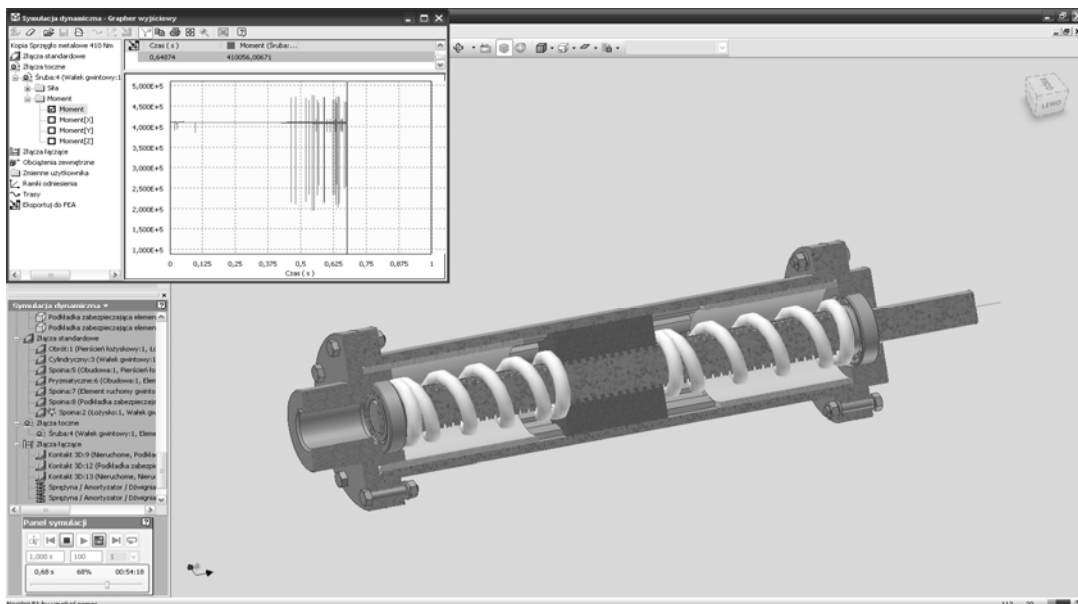 Symulacja dynamiczna - Grapher wyjściowy
Kopia Sprzęgło metalowe 410 Nm
Złącza standardowe
Złącza toczne
Śruba:4 (Wałek gwintowy:1
Siła
Moment
Moment
Moment[X]
Moment[Y]
Moment[Z]
Złącza łączące
Obciążenia zewnętrzne
Zmienne użytkownika
Ramki odniesienia
Trasy
Eksportuj do FEA
Czas ( s ) Moment (Śruba:...
0,64874 410056,00671
5,000E+5
4,500E+5
4,000E+5
3,500E+5
3,000E+5
2,500E+5
2,000E+5
1,500E+5
1,000E+5
0 0,125 0,25 0,375 0,5 0,625 0,75 0,875 1
Czas ( s )
LEWO
Symulacja dynamiczna
Podkładka zabezpieczająca elemen
Podkładka zabezpieczająca elemen
Złącza standardowe
Obrót:1 (Pierścień łożyskowy:1, Ło
Cylindryczny:3 (Wałek gwintowy:1
Spoina:5 (Obudowa:1, Pierścień ło
Pryzmatyczne:6 (Obudowa:1, Elem
Spoina:7 (Element ruchomy gwinto
Spoina:8 (Podkładka zabezpieczając
Spoina:2 (Łożysko:1, Wałek gw
Złącza toczne
Śruba:4 (Wałek gwintowy:1, Eleme
Złącza łączące
Kontakt 3D:9 (Nieruchome, Podkła
Kontakt 3D:12 (Podkładka zabezpie
Kontakt 3D:13 (Nieruchome, Nieru
Sprężyna / Amortyzator / Dźwignia
Sprężyna / Amortyzator / Dźwignia
Panel symulacji
1,000 s 100 1
0,68 s 68% 00:54:18